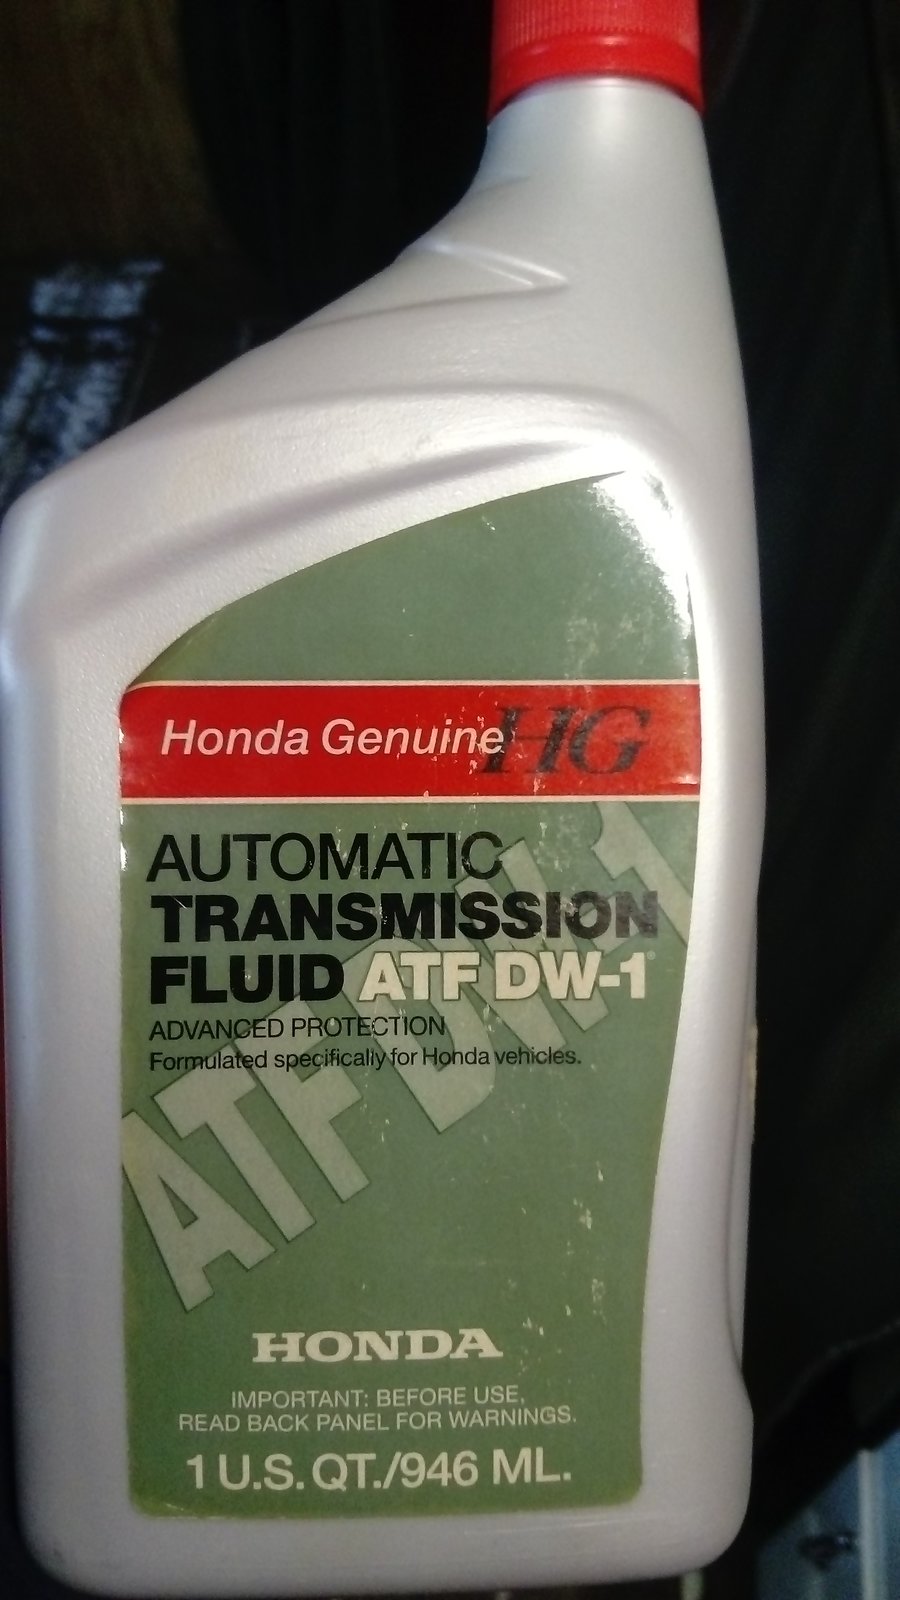 Honda Genuine HG
AUTOMATIC
TRANSMISSION
FLUID ATF DW-1®
ADVANCED PROTECTION
Formulated specifically for Honda vehicles.
ATF DW-1
HONDA
IMPORTANT: BEFORE USE,
READ BACK PANEL FOR WARNINGS.
1 U.S. QT./946 ML.